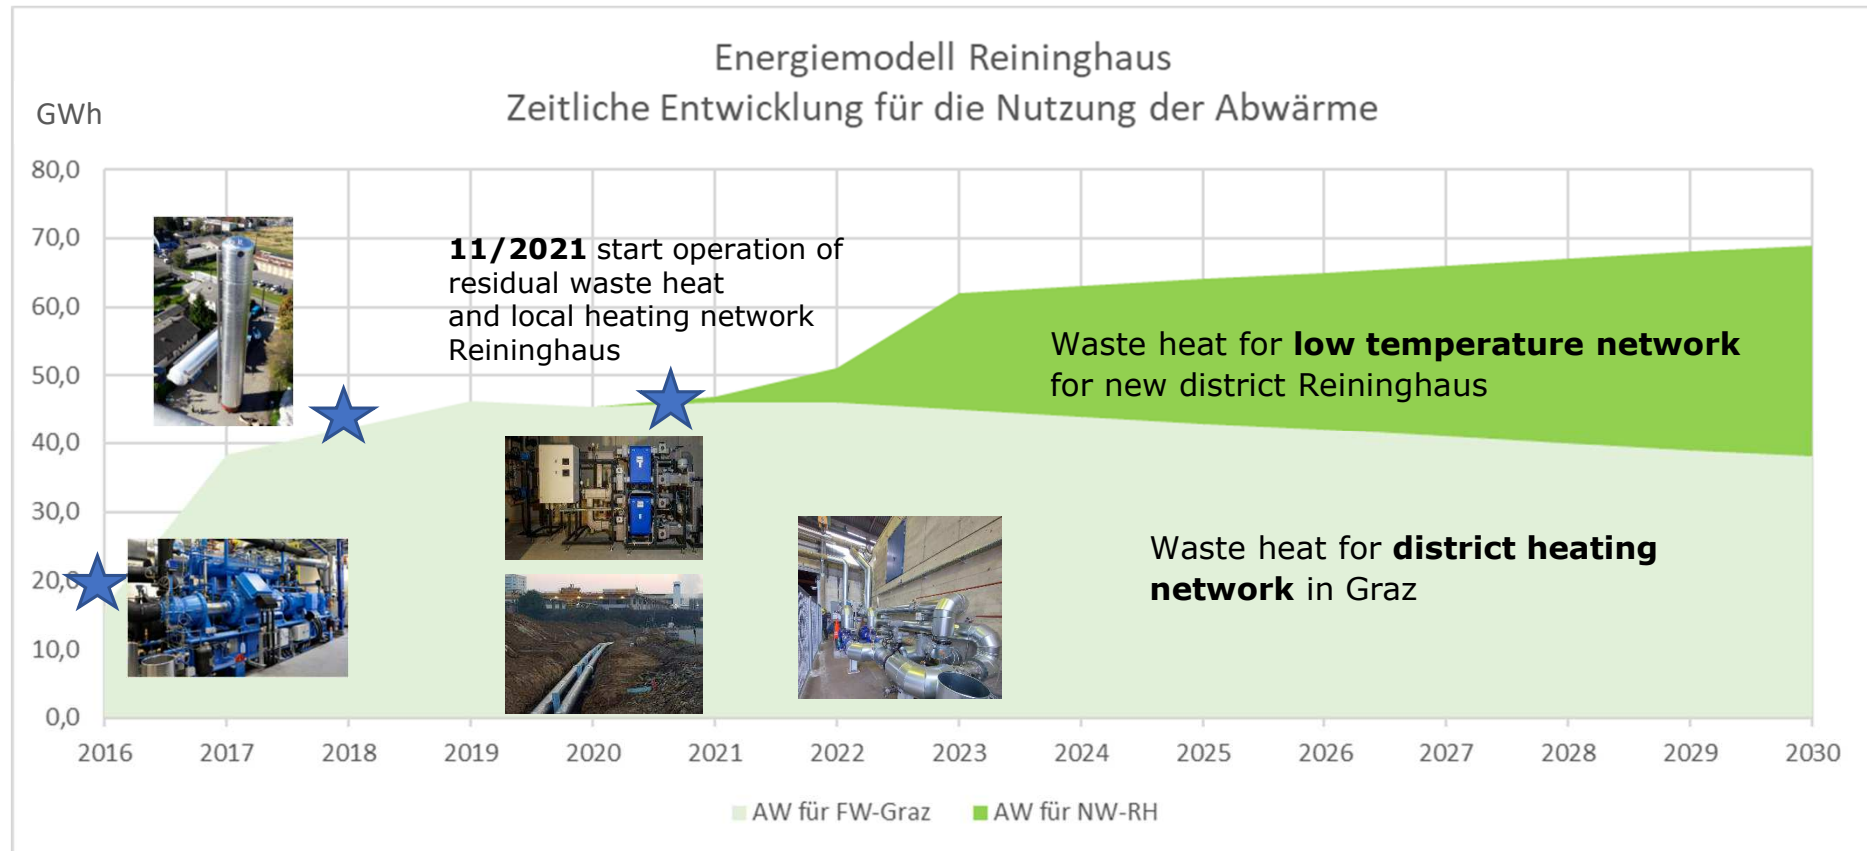 Energiemodell Reininghaus
Zeitliche Entwicklung für die Nutzung der Abwärme
GWh
80,0
70,0
60,0
50,0
40,0
30,0
20,0
10,0
0,0
11/2021 start operation of
residual waste heat
and local heating network
Reininghaus
Waste heat for low temperature network
for new district Reininghaus
Waste heat for district heating
network in Graz
2016 2017 2018 2019 2020 2021 2022 2023 2024 2025 2026 2027 2028 2029 2030
AW für FW-Graz AW für NW-RH